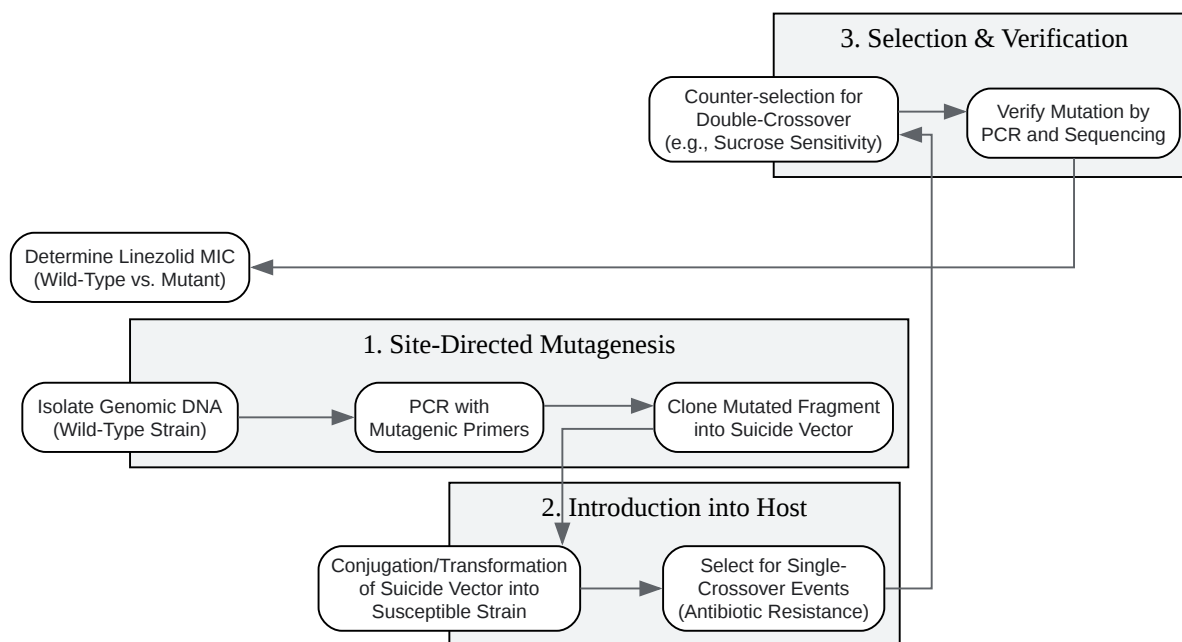 3. Selection & Verification
Counter-selection for
Double-Crossover
(e.g., Sucrose Sensitivity)
Verify Mutation by
PCR and Sequencing
Determine Linezolid MIC
(Wild-Type vs. Mutant)
1. Site-Directed Mutagenesis
Isolate Genomic DNA
(Wild-Type Strain)
PCR with
Mutagenic Primers
Clone Mutated Fragment
into Suicide Vector
2. Introduction into Host
Conjugation/Transformation
of Suicide Vector into
Susceptible Strain
Select for Single-
Crossover Events
(Antibiotic Resistance)